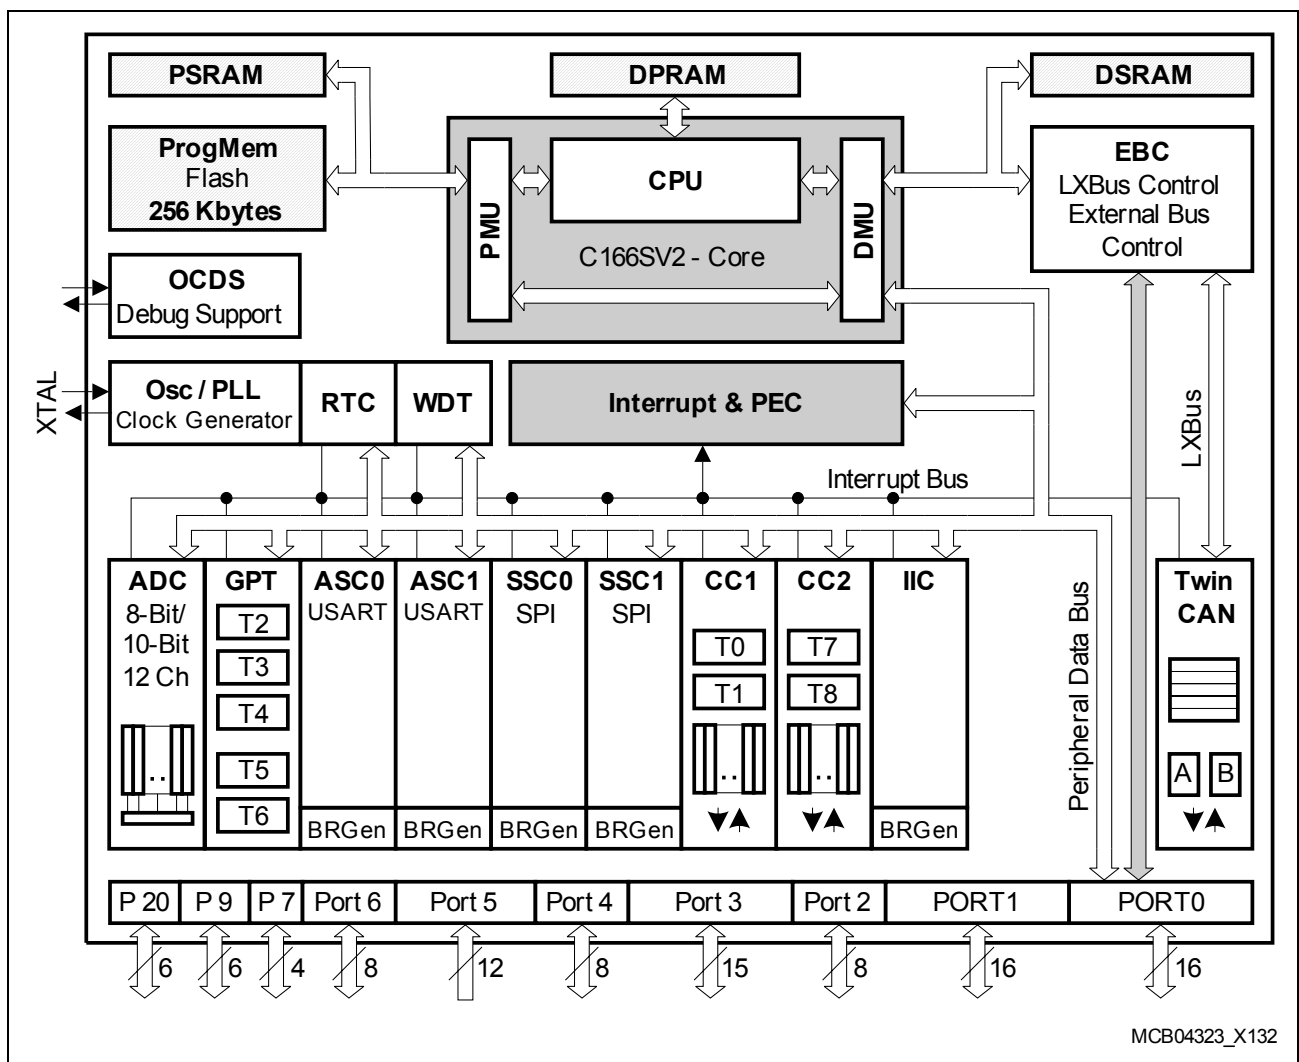 PSRAM
DPRAM
DSRAM
ProgMem
Flash
256 Kbytes
PMU
CPU
DMU
C166SV2 - Core
EBC
LXBus Control
External Bus
Control
OCDS
Debug Support
XTAL
Osc / PLL
Clock Generator
RTC
WDT
Interrupt & PEC
LXBus
Interrupt Bus
ADC
8-Bit/
10-Bit
12 Ch
GPT
T2
T3
T4
T5
T6
ASC0
USART
BRGen
ASC1
USART
BRGen
SSC0
SPI
BRGen
SSC1
SPI
BRGen
CC1
T0
T1
CC2
T7
T8
IIC
BRGen
Peripheral Data Bus
Twin
CAN
A B
P 20 P 9 P 7 Port 6 Port 5 Port 4 Port 3 Port 2 PORT1 PORT0
6 6 4 8 12 8 15 8 16 16
MCB04323_X132